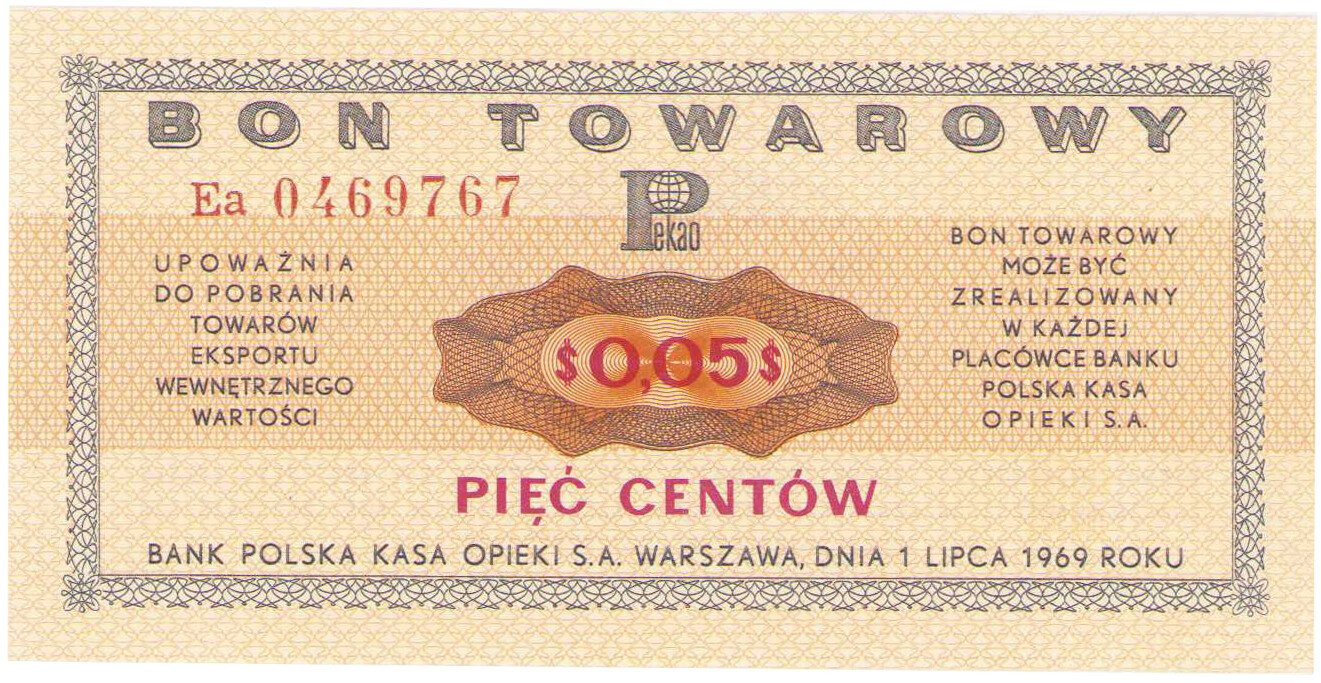 BON TOWAROWY
Ea 0469767
Pekao
UPOWAŻNIA
DO POBRANIA
TOWARÓW
EKSPORTU
WEWNĘTRZNEGO
WARTOŚCI
$0,05$
BON TOWAROWY
MOŻE BYĆ
ZREALIZOWANY
W KAŻDEJ
PLACÓWCE BANKU
POLSKA KASA
OPIEKI S.A.
PIĘĆ CENTÓW
BANK POLSKA KASA OPIEKI S.A. WARSZAWA, DNIA 1 LIPCA 1969 ROKU